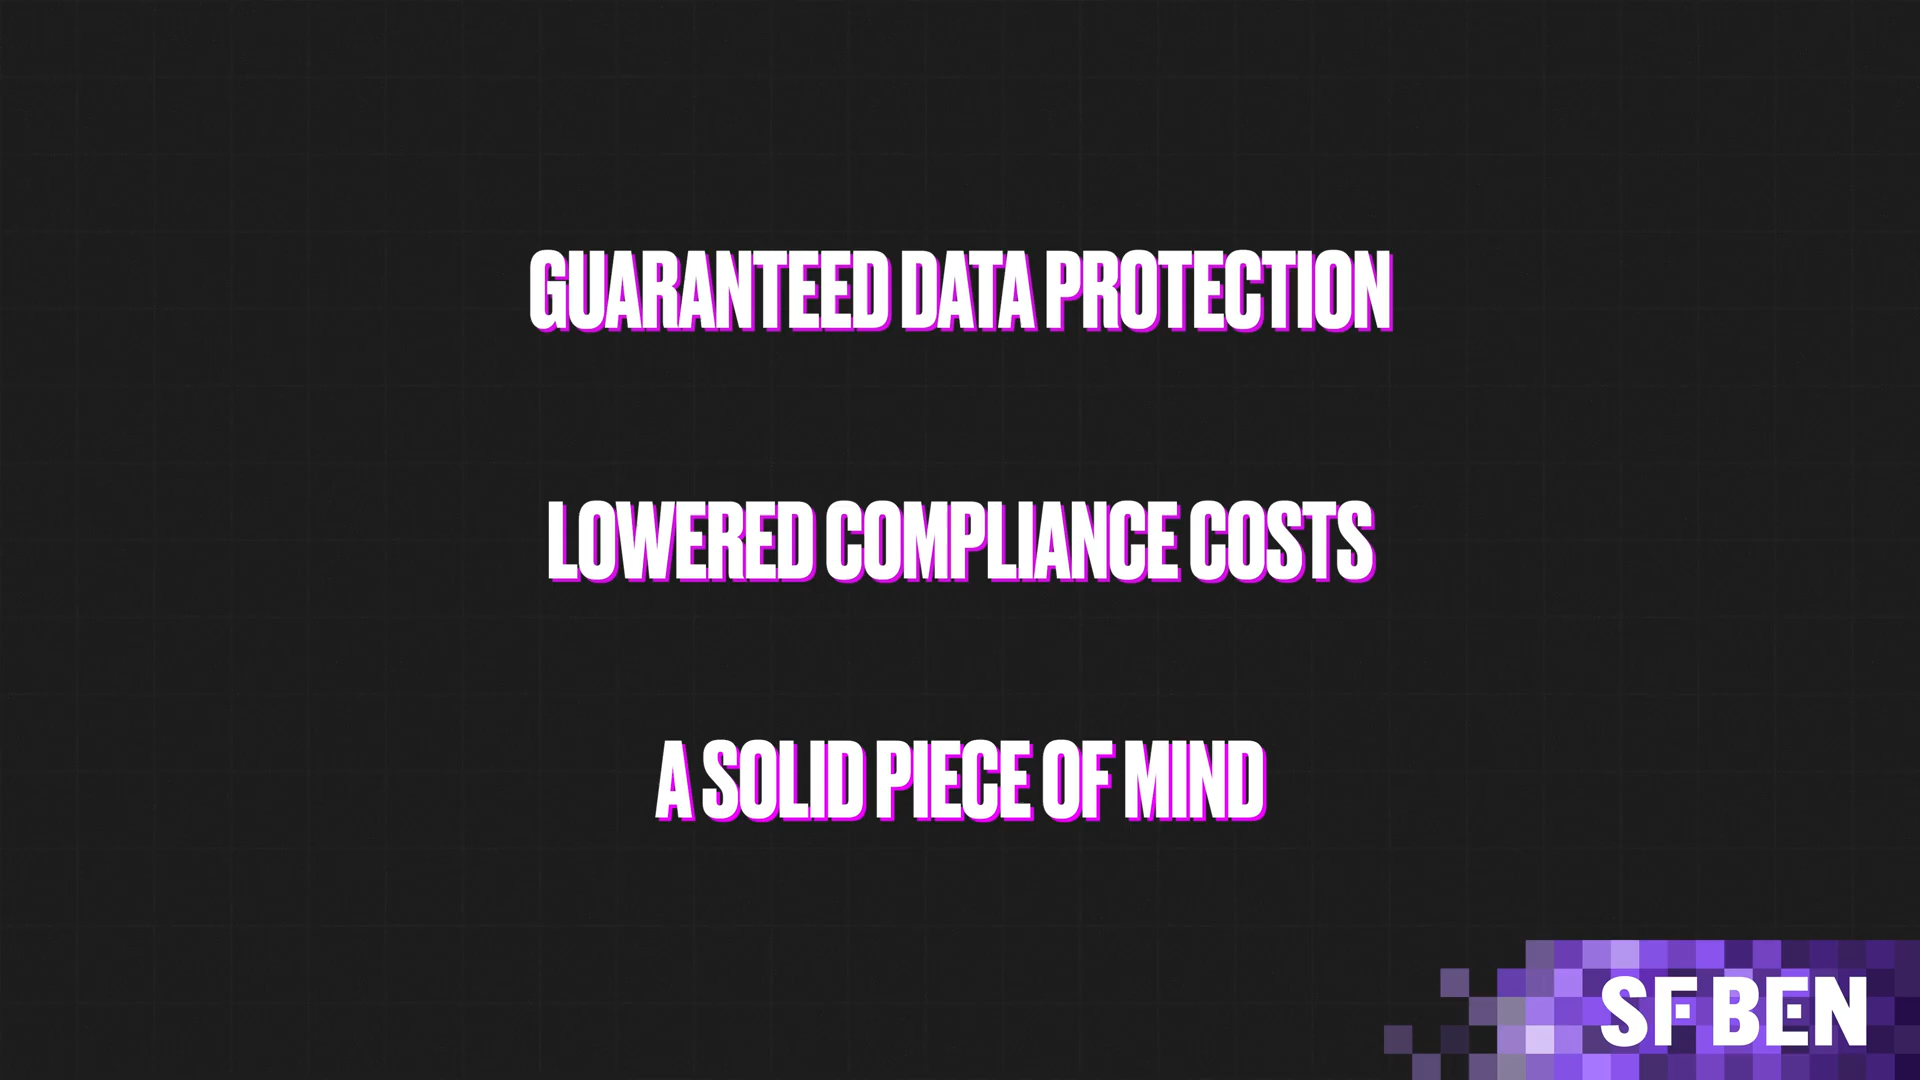 GUARANTEED DATA PROTECTION
LOWERED COMPLIANCE COSTS
A SOLID PIECE OF MIND
SF BEN